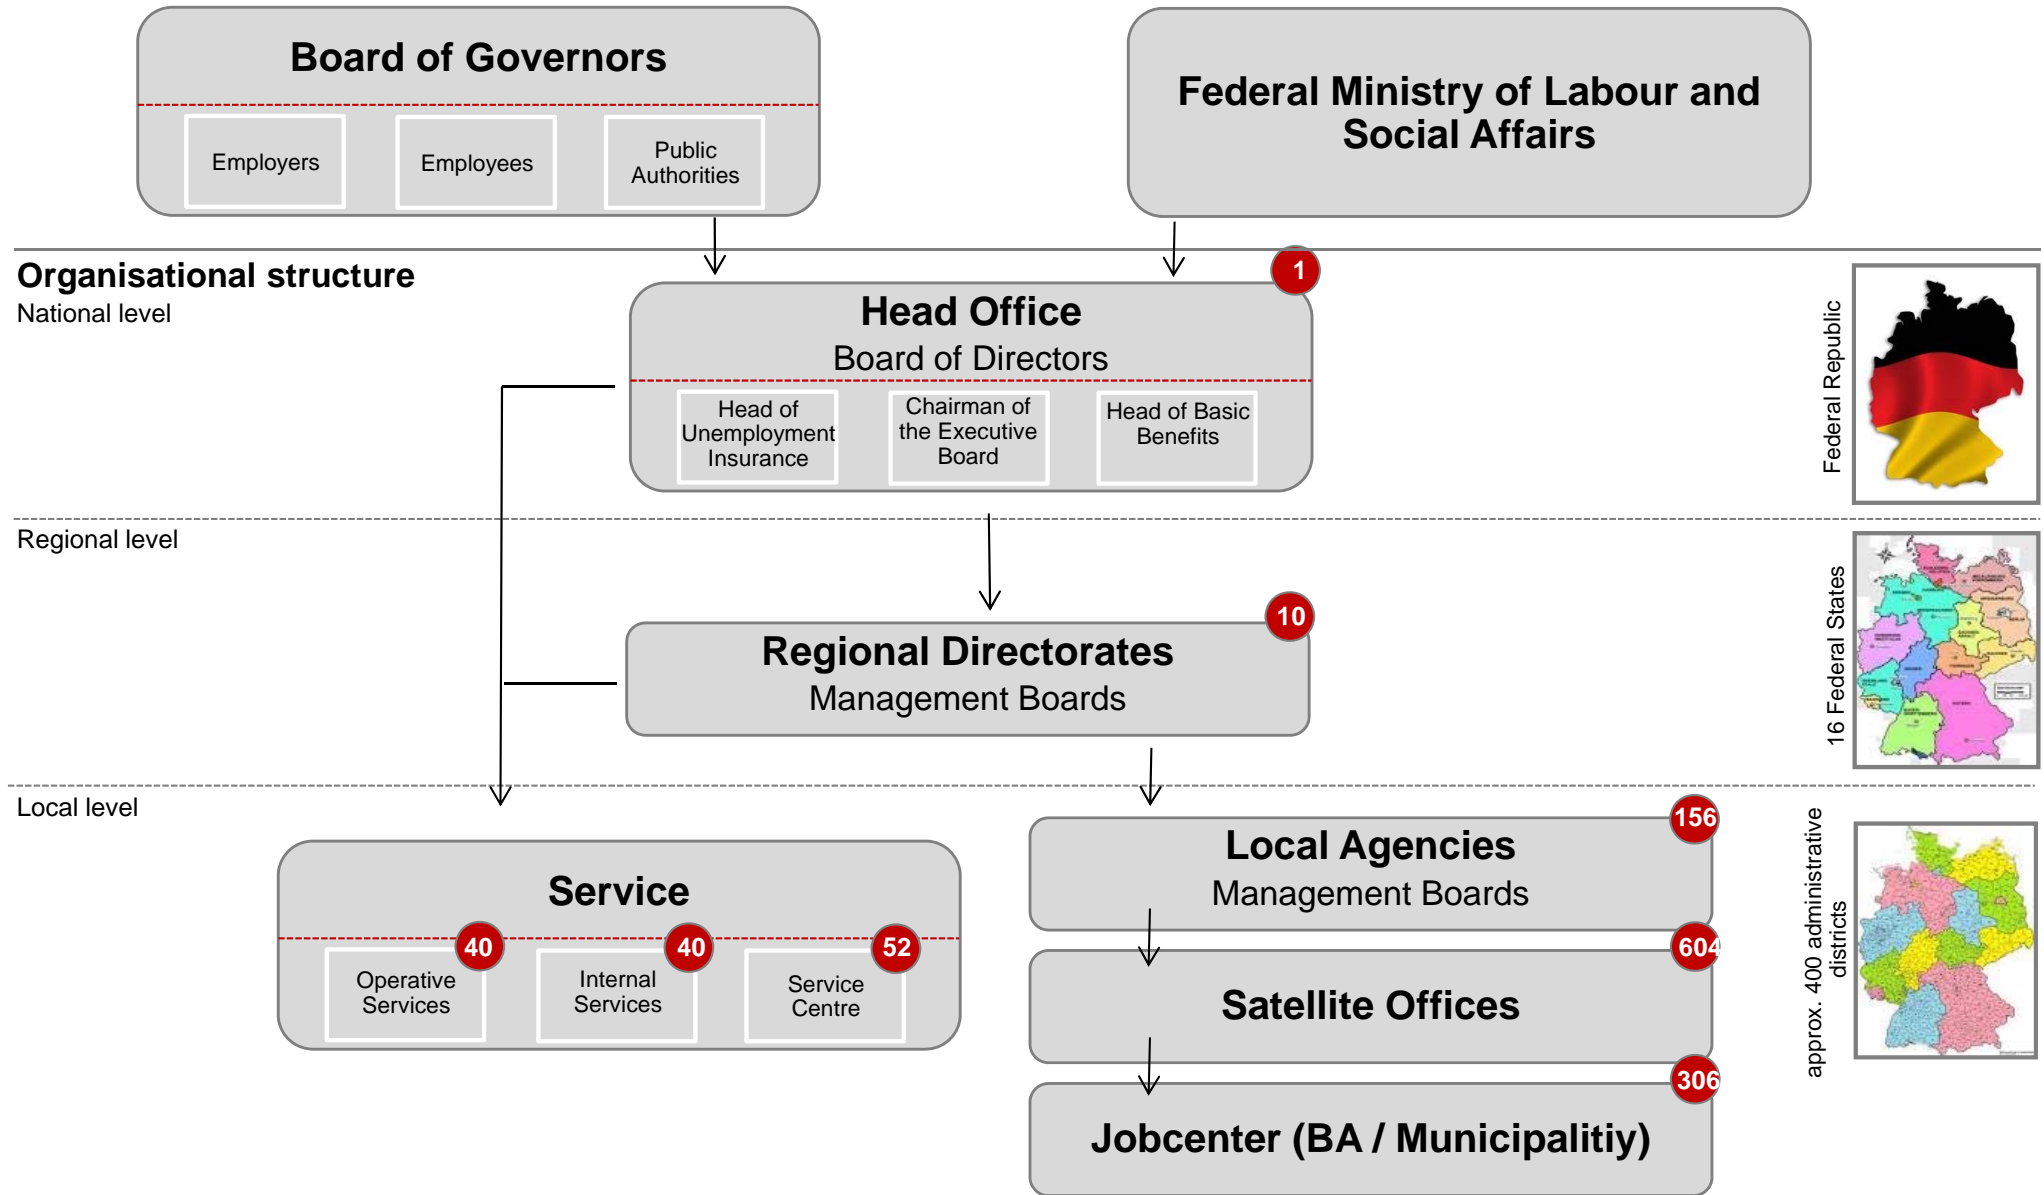 Board of Governors
Employers
Employees
Public
Authorities
Federal Ministry of Labour and
Social Affairs
Organisational structure
National level
1
Head Office
Board of Directors
Head of
Unemployment
Insurance
Chairman of
the Executive
Board
Head of Basic
Benefits
Federal Republic
Regional level
10
Regional Directorates
Management Boards
16 Federal States
Local level
Service
40
Operative
Services
40
Internal
Services
52
Service
Centre
156
Local Agencies
Management Boards
604
Satellite Offices
306
Jobcenter (BA / Municipalitiy)
approx. 400 administrative
districts